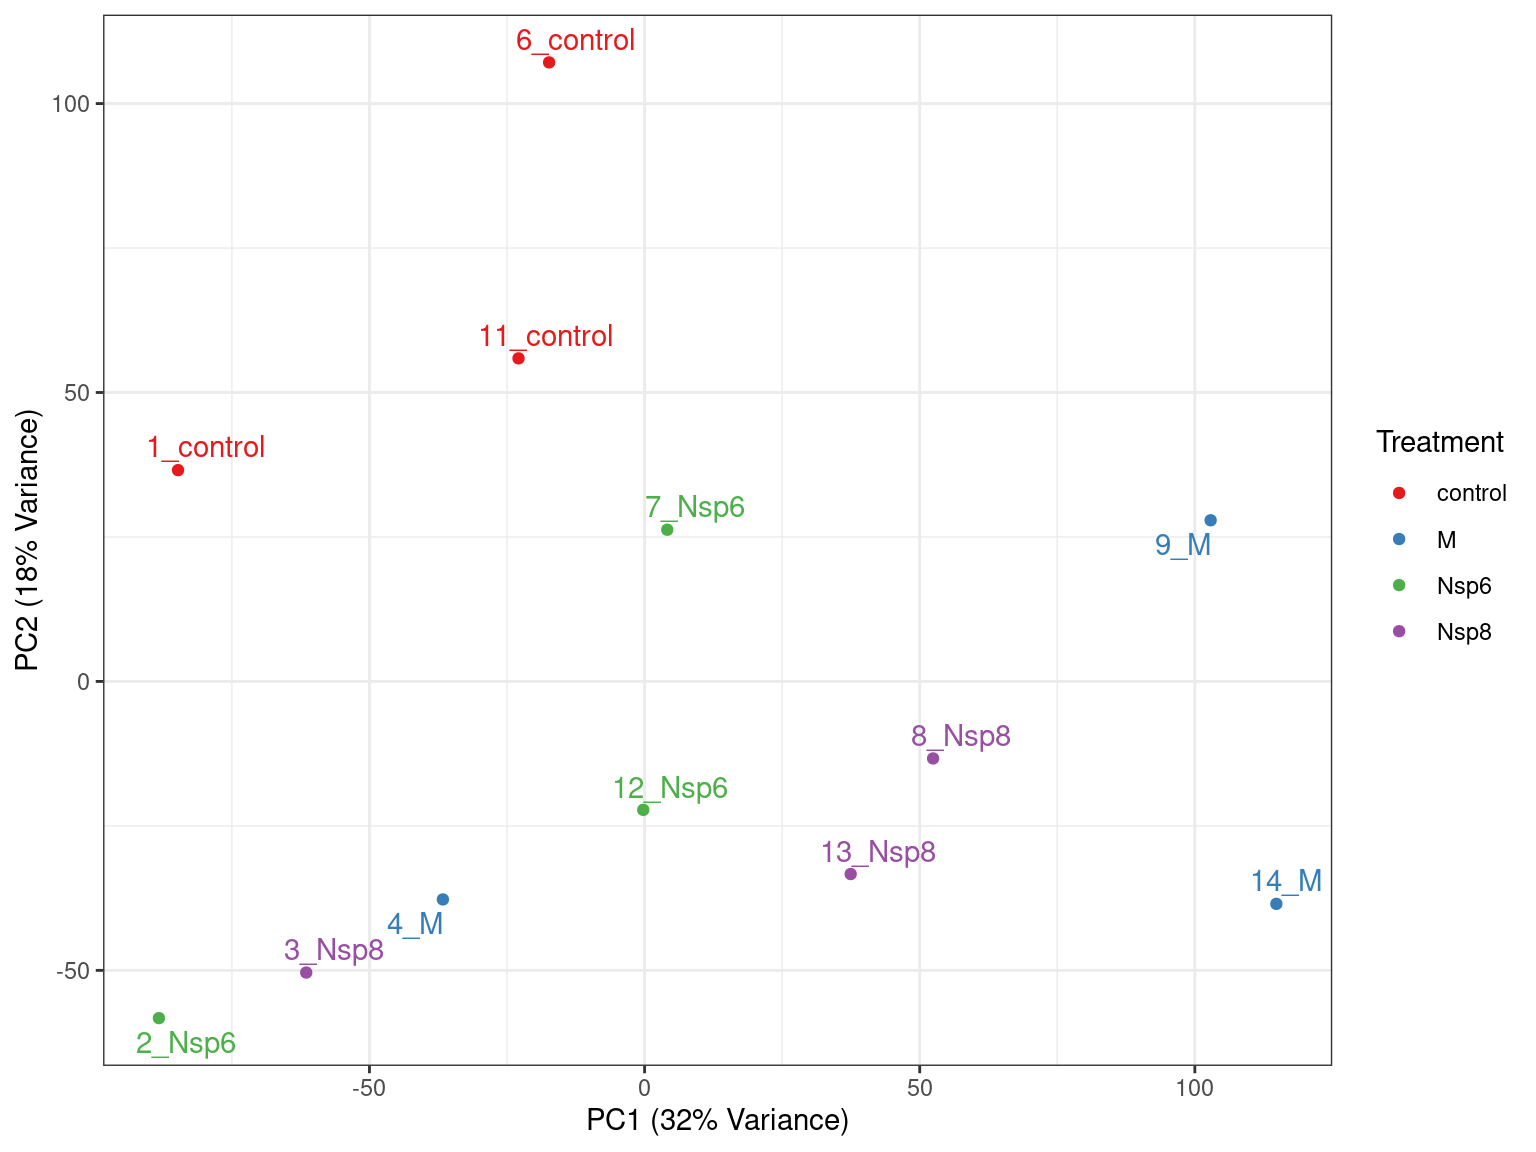 6_control
100
11_control
50
1_control
7_Nsp6
9_M
PC2 (18% Variance)
0
8_Nsp8
12_Nsp6
13_Nsp8
14_M
4_M
3_Nsp8
-50
2_Nsp6
-50
0
50
100
PC1 (32% Variance)
Treatment
control
M
Nsp6
Nsp8